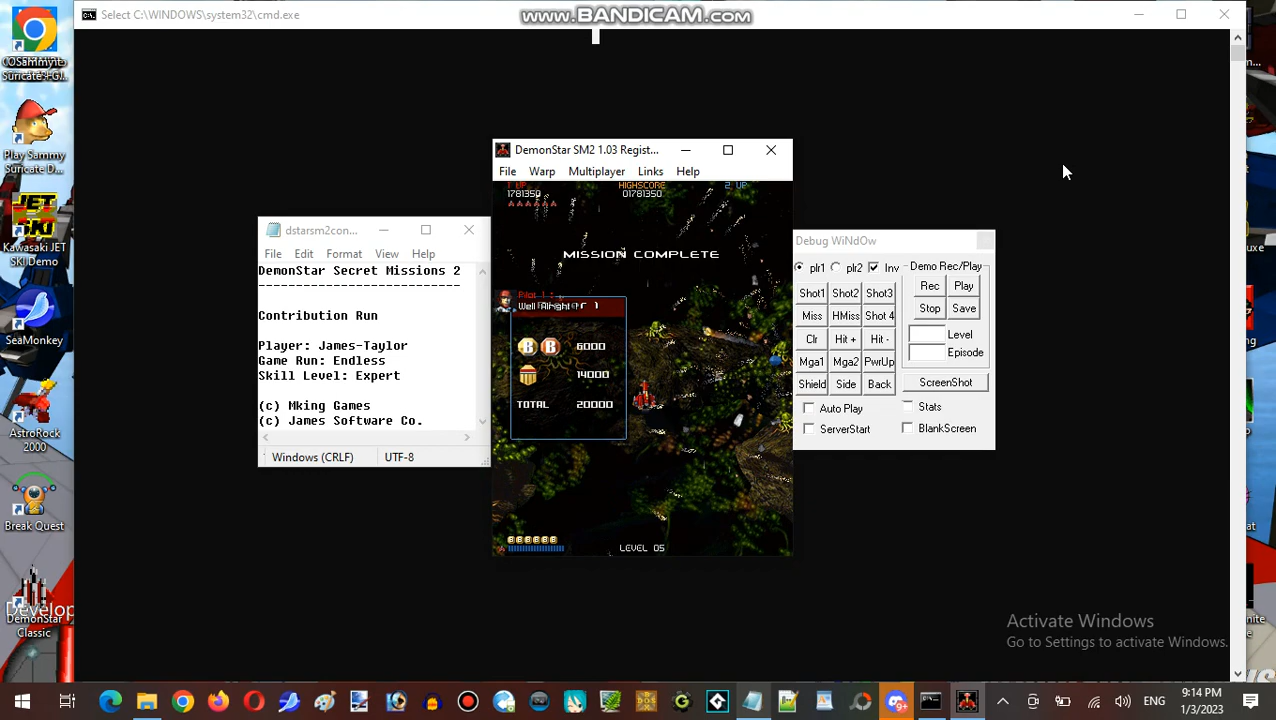 Select C:\WINDOWS\system32\cmd.exe
www.BANDICAM.com
Play Sammy
Suricate D...
Kawasaki JET
SKI Demo
SeaMonkey
AstroRock
2000
Break Quest
DemonStar
Classic
dstarsm2con...
File Edit Format View Help
DemonStar Secret Missions 2
---------------------------
Contribution Run
Player: James-Taylor
Game Run: Endless
Skill Level: Expert
(c) Mking Games
(c) James Software Co.
Windows (CRLF) UTF-8
DemonStar SM2 1.03 Regist...
File Warp Multiplayer Links Help
1 UP HIGHSCORE 2 UP
1781350 01781350
MISSION COMPLETE
6000
14000
TOTAL 20000
LEVEL 05
Debug WiNdOw
plr1 plr2 Inv
Demo Rec/Play
Shot1 Shot2 Shot3
Rec Play
Miss HMiss Shot 4
Stop Save
Clr Hit + Hit -
Level
Mga1 Mga2 PwrUp
Episode
Shield Side Back
ScreenShot
Auto Play
Stats
ServerStart
BlankScreen
Activate Windows
Go to Settings to activate Windows.
ENG
9:14 PM
1/3/2023